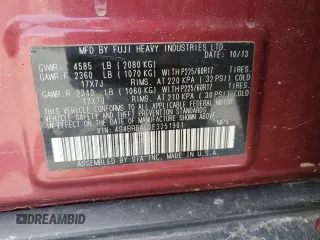 MFD BY FUJI HEAVY INDUSTRIES LTD.
10/13
GVWR: 4585 LB ( 2080 KG)
GAWR:F 2360 LB ( 1070 KG) WITH P225/60R17 TIRES.
17X7J RIMS. AT 220 KPA ( 32 PSI) COLD
GAWR:R 2340 LB ( 1060 KG) WITH P225/60R17 TIRES.
17X7J RIMS. AT 220 KPA ( 32 PSI) COLD
THIS VEHICLE CONFORMS TO ALL APPLICABLE FEDERAL MOTOR
VEHICLE SAFETY AND THEFT PREVENTION STANDARDS IN EFFECT
ON THE DATE OF MANUFACTURE SHOWN ABOVE.
VIN: MPV
ASSEMBLED BY SIA, INC. MADE IN U.S.A.
DREAMBID